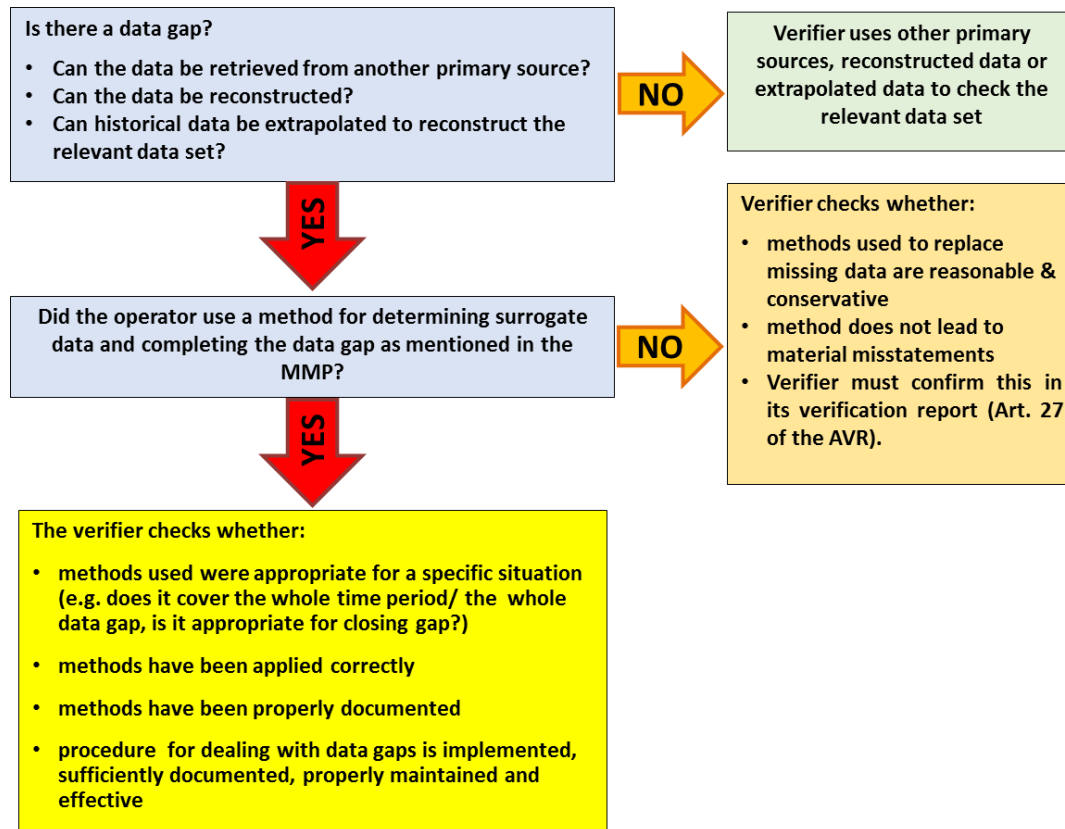 Is there a data gap?
• Can the data be retrieved from another primary source?
• Can the data be reconstructed?
• Can historical data be extrapolated to reconstruct the
relevant data set?
NO
Verifier uses other primary
sources, reconstructed data or
extrapolated data to check the
relevant data set
YES
Did the operator use a method for determining surrogate
data and completing the data gap as mentioned in the
MMP?
NO
Verifier checks whether:
• methods used to replace
missing data are reasonable &
conservative
• method does not lead to
material misstatements
• Verifier must confirm this in
its verification report (Art. 27
of the AVR).
YES
The verifier checks whether:
• methods used were appropriate for a specific situation
(e.g. does it cover the whole time period/ the whole
data gap, is it appropriate for closing gap?)
• methods have been applied correctly
• methods have been properly documented
• procedure for dealing with data gaps is implemented,
sufficiently documented, properly maintained and
effective